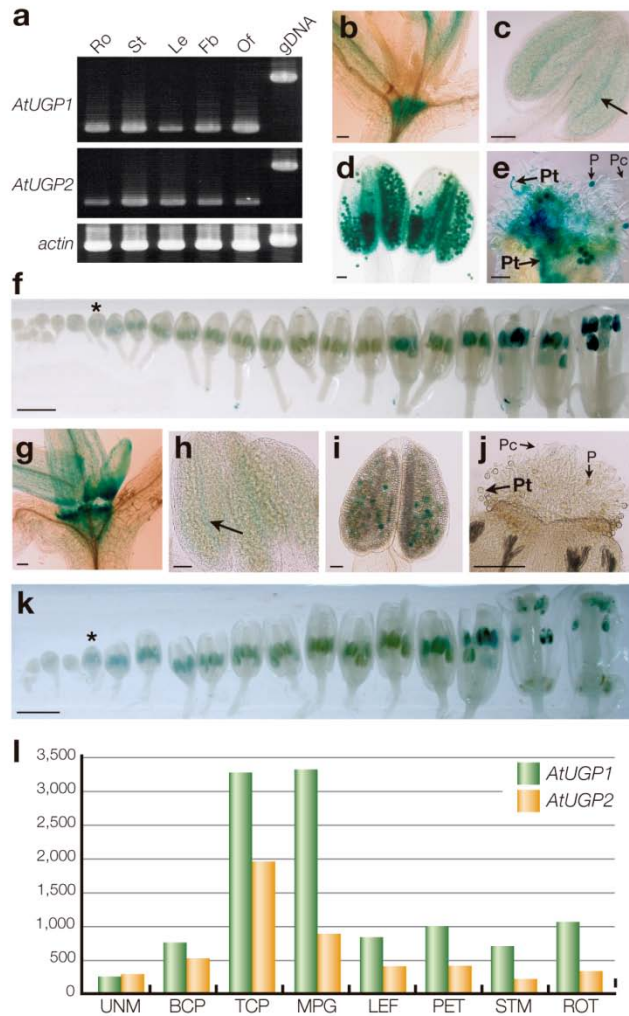 a
Ro St Le Fb Of gDNA
AtUGP1
AtUGP2
actin
b
c
d
e
P Pc
Pt
Pt
f
*
g
h
i
j
Pc
P
Pt
k
*
l
3,500
3,000
2,500
2,000
1,500
1,000
500
0
AtUGP1
AtUGP2
UNM BCP TCP MPG LEF PET STM ROT